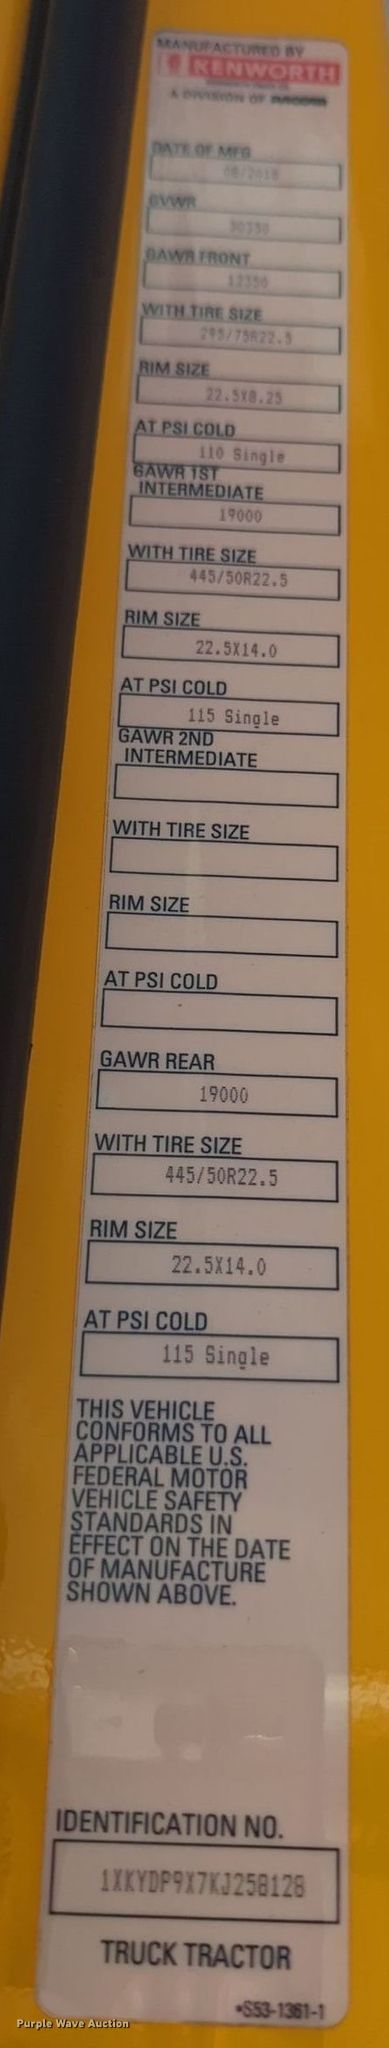 MANUFACTURED BY
KENWORTH
A DIVISION OF PACCAR
DATE OF MFG
08/2018
GVWR
50350
GAWR FRONT
12350
WITH TIRE SIZE
295/75R22.5
RIM SIZE
22.5X8.25
AT PSI COLD
110 Single
GAWR 1ST
INTERMEDIATE
19000
WITH TIRE SIZE
445/50R22.5
RIM SIZE
22.5X14.0
AT PSI COLD
115 Single
GAWR 2ND
INTERMEDIATE
WITH TIRE SIZE
RIM SIZE
AT PSI COLD
GAWR REAR
19000
WITH TIRE SIZE
445/50R22.5
RIM SIZE
22.5X14.0
AT PSI COLD
115 Single
THIS VEHICLE
CONFORMS TO ALL
APPLICABLE U.S.
FEDERAL MOTOR
VEHICLE SAFETY
STANDARDS IN
EFFECT ON THE DATE
OF MANUFACTURE
SHOWN ABOVE.
IDENTIFICATION NO.
1XKYDP9X7KJ258128
TRUCK TRACTOR
•S53-1361-1
Purple Wave Auction